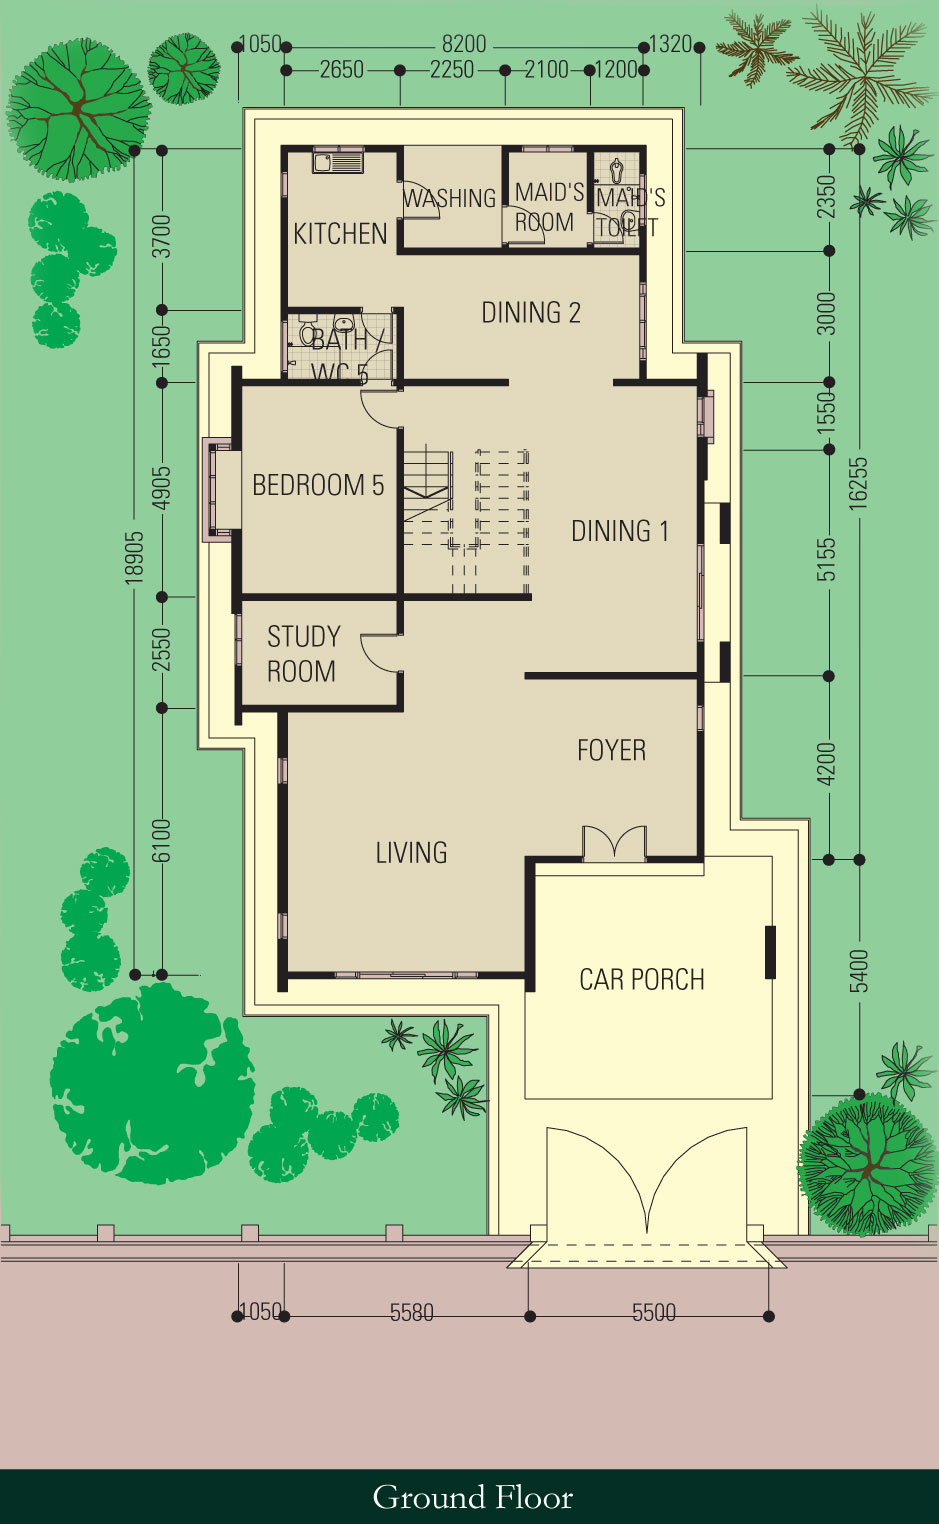 1050 8200 1320
2650 2250 2100 1200
KITCHEN
WASHING
MAID'S
ROOM
MAID'S
TOILET
DINING 2
BATH /
WC 5
BEDROOM 5
DINING 1
STUDY
ROOM
FOYER
LIVING
CAR PORCH
3700
1650
4905
2550
6100
18905
2350
3000
1550
5155
4200
16255
5400
1050 5580 5500
Ground Floor